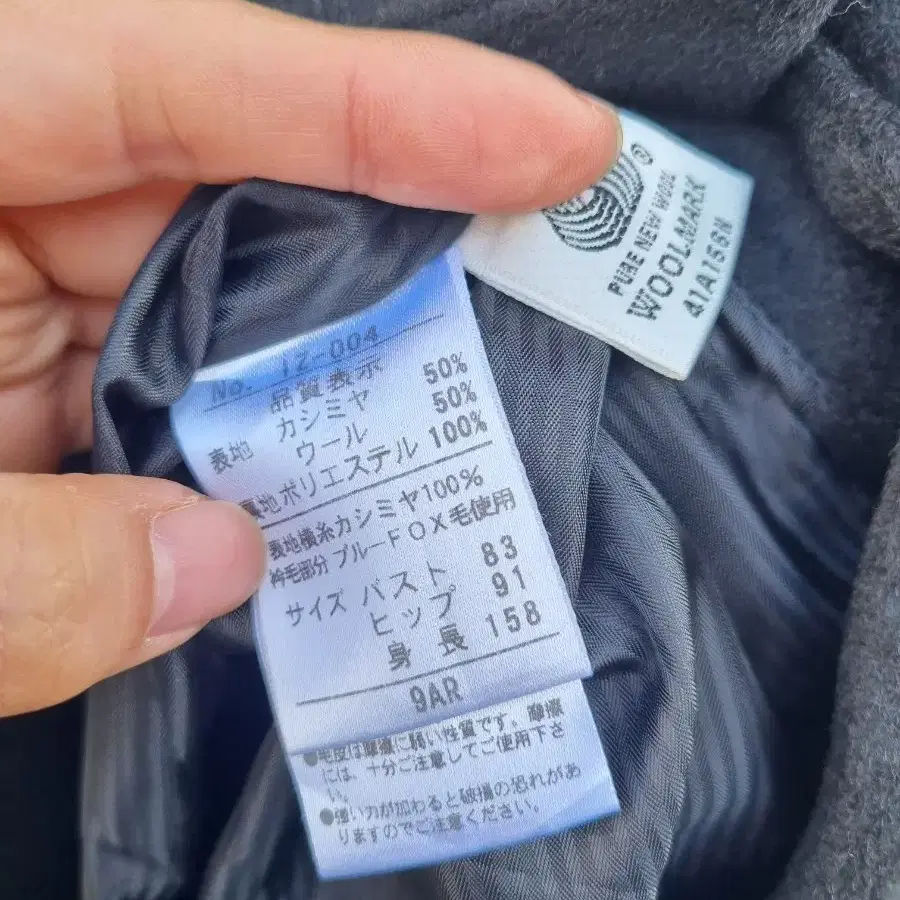 PURE NEW WOOL
WOOLMARK
41A156N
No. 1Z-004
品質表示
表地 カシミヤ 50%
ウール 50%
裏地ポリエステル 100%
表地横糸カシミヤ100%
衿毛部分 ブルーFOX毛使用
サイズ バスト 83
ヒップ 91
身長 158
9AR
●毛皮は摩擦に弱い性質です。摩擦
には、十分ご注意してご使用下さ
い。
●強い力が加わると破損の恐れがあ
りますのでご注意ください。